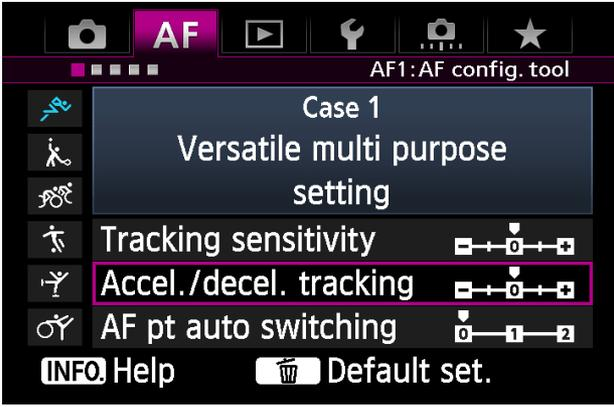 AF
AF1:AF config. tool
Case 1
Versatile multi purpose
setting
Tracking sensitivity - 0 +
Accel./decel. tracking - 0 +
AF pt auto switching 0 1 2
INFO. Help Default set.